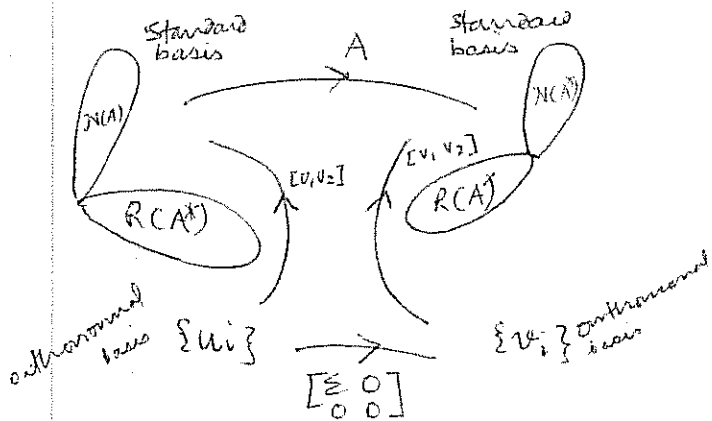 standard
basis
standard
basis
A
N(A)
N(A*)
[U₁ U₂]
[V₁ V₂]
R(A*)
R(A)
orthonormal
basis {ui}
{vi} orthonormal
basis
[Σ 0
0 0]